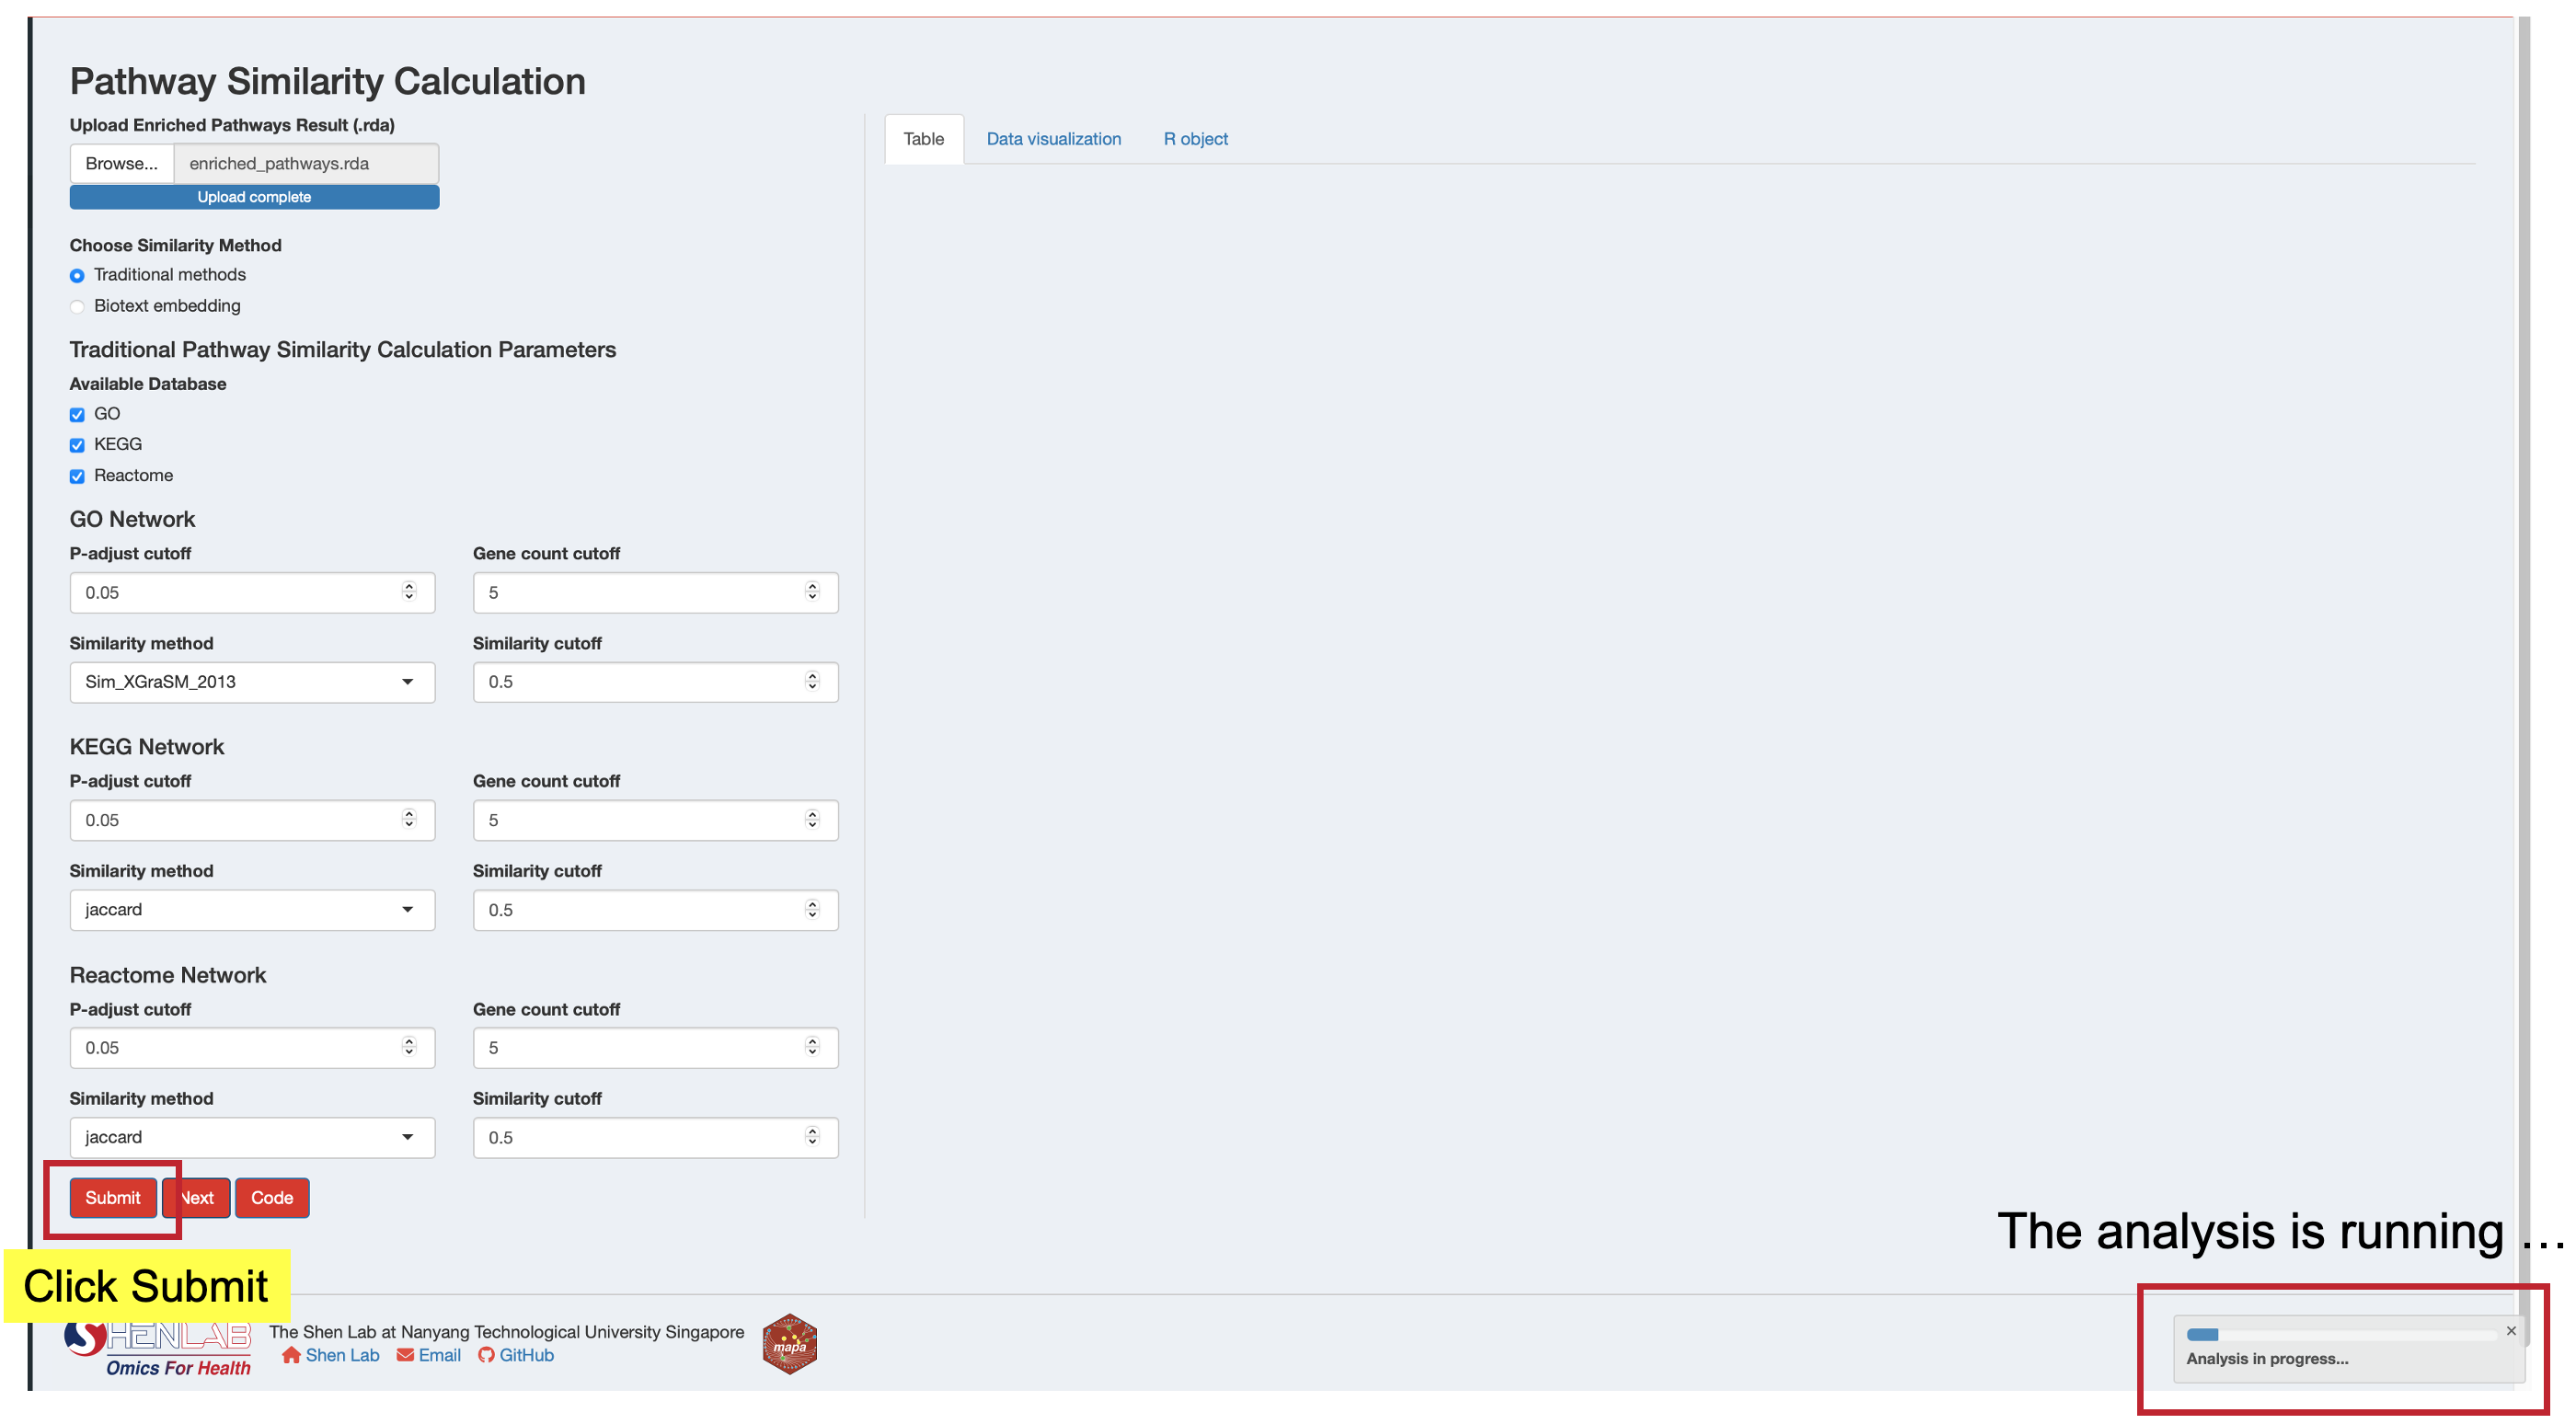 Pathway Similarity Calculation
Upload Enriched Pathways Result (.rda)
Browse... enriched_pathways.rda
Upload complete
Table Data visualization R object
Choose Similarity Method
Traditional methods
Biotext embedding
Traditional Pathway Similarity Calculation Parameters
Available Database
GO
KEGG
Reactome
GO Network
P-adjust cutoff Gene count cutoff
0.05 5
Similarity method Similarity cutoff
Sim_XGraSM_2013 0.5
KEGG Network
P-adjust cutoff Gene count cutoff
0.05 5
Similarity method Similarity cutoff
jaccard 0.5
Reactome Network
P-adjust cutoff Gene count cutoff
0.05 5
Similarity method Similarity cutoff
jaccard 0.5
Submit Next Code
The analysis is running ...
Click Submit
SHENLAB
Omics For Health
The Shen Lab at Nanyang Technological University Singapore
Shen Lab Email GitHub
mapa
Analysis in progress...